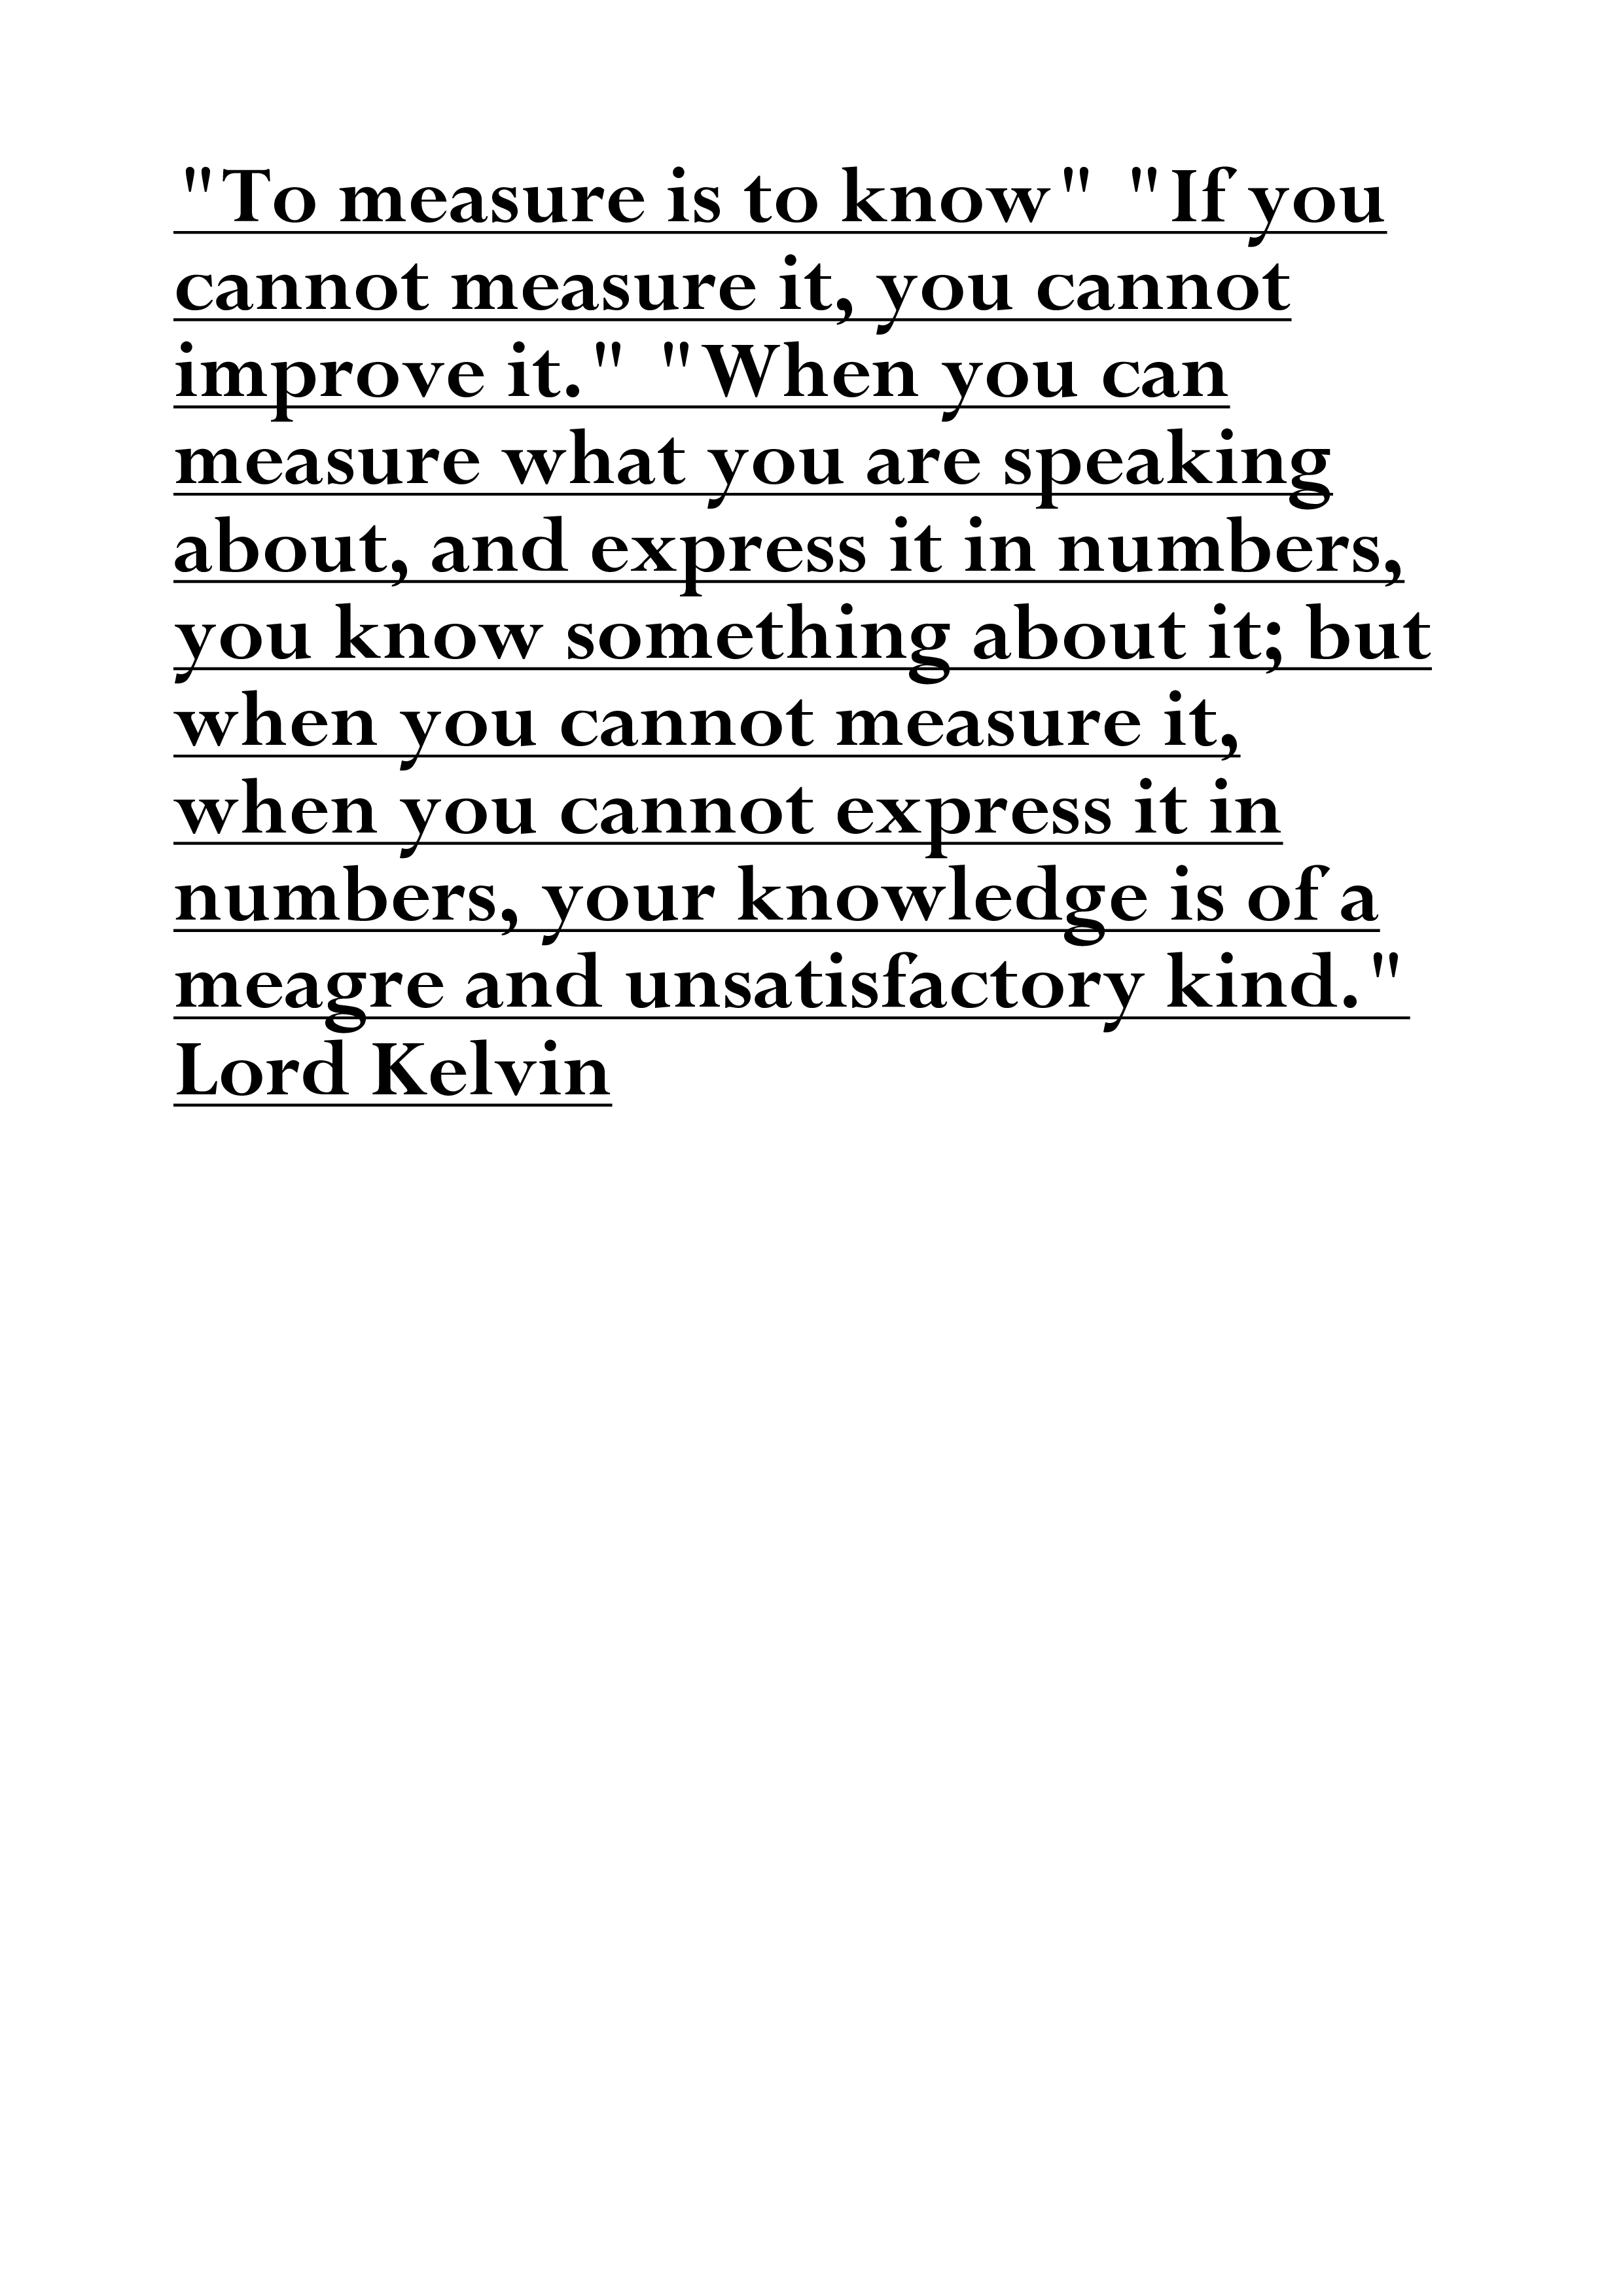 "To measure is to know" "If you
cannot measure it, you cannot
improve it." "When you can
measure what you are speaking
about, and express it in numbers,
you know something about it; but
when you cannot measure it,
when you cannot express it in
numbers, your knowledge is of a
meagre and unsatisfactory kind."
Lord Kelvin